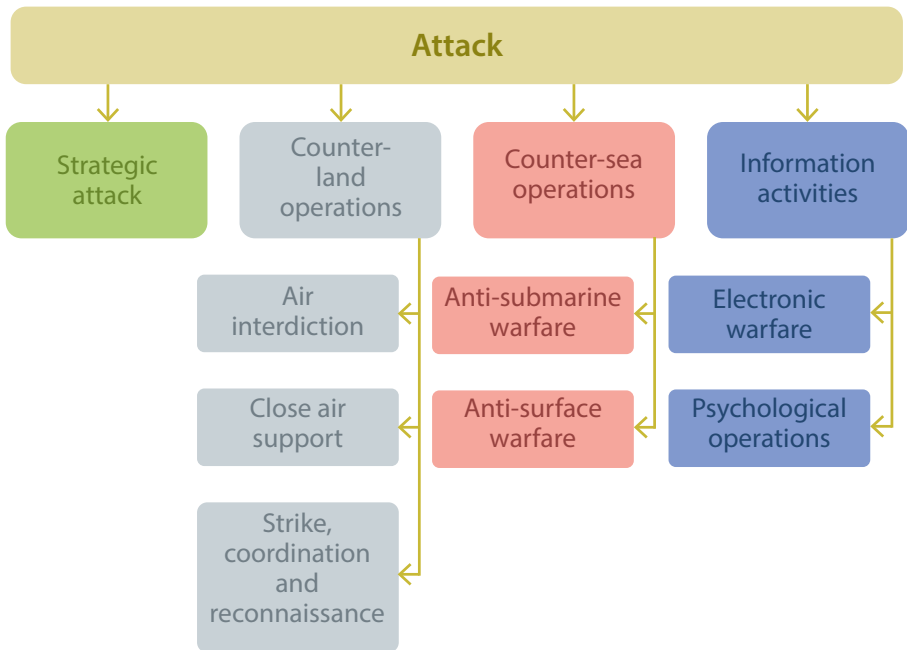 Attack
Strategic
attack
Counter-
land
operations
Counter-sea
operations
Information
activities
Air
interdiction
Anti-submarine
warfare
Electronic
warfare
Close air
support
Anti-surface
warfare
Psychological
operations
Strike,
coordination
and
reconnaissance